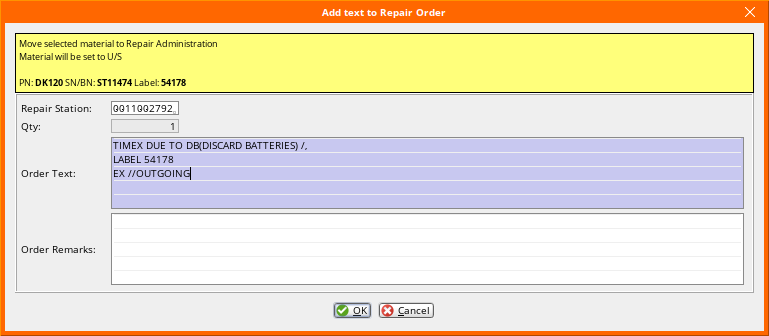 Add text to Repair Order
Move selected material to Repair Administration
Material will be set to U/S
PN: DK120 SN/BN: ST11474 Label: 54178
Repair Station: 0011002792
Qty: 1
Order Text:
TIMEX DUE TO DB(DISCARD BATTERIES) /,
LABEL 54178
EX //OUTGOING
Order Remarks:
OK Cancel